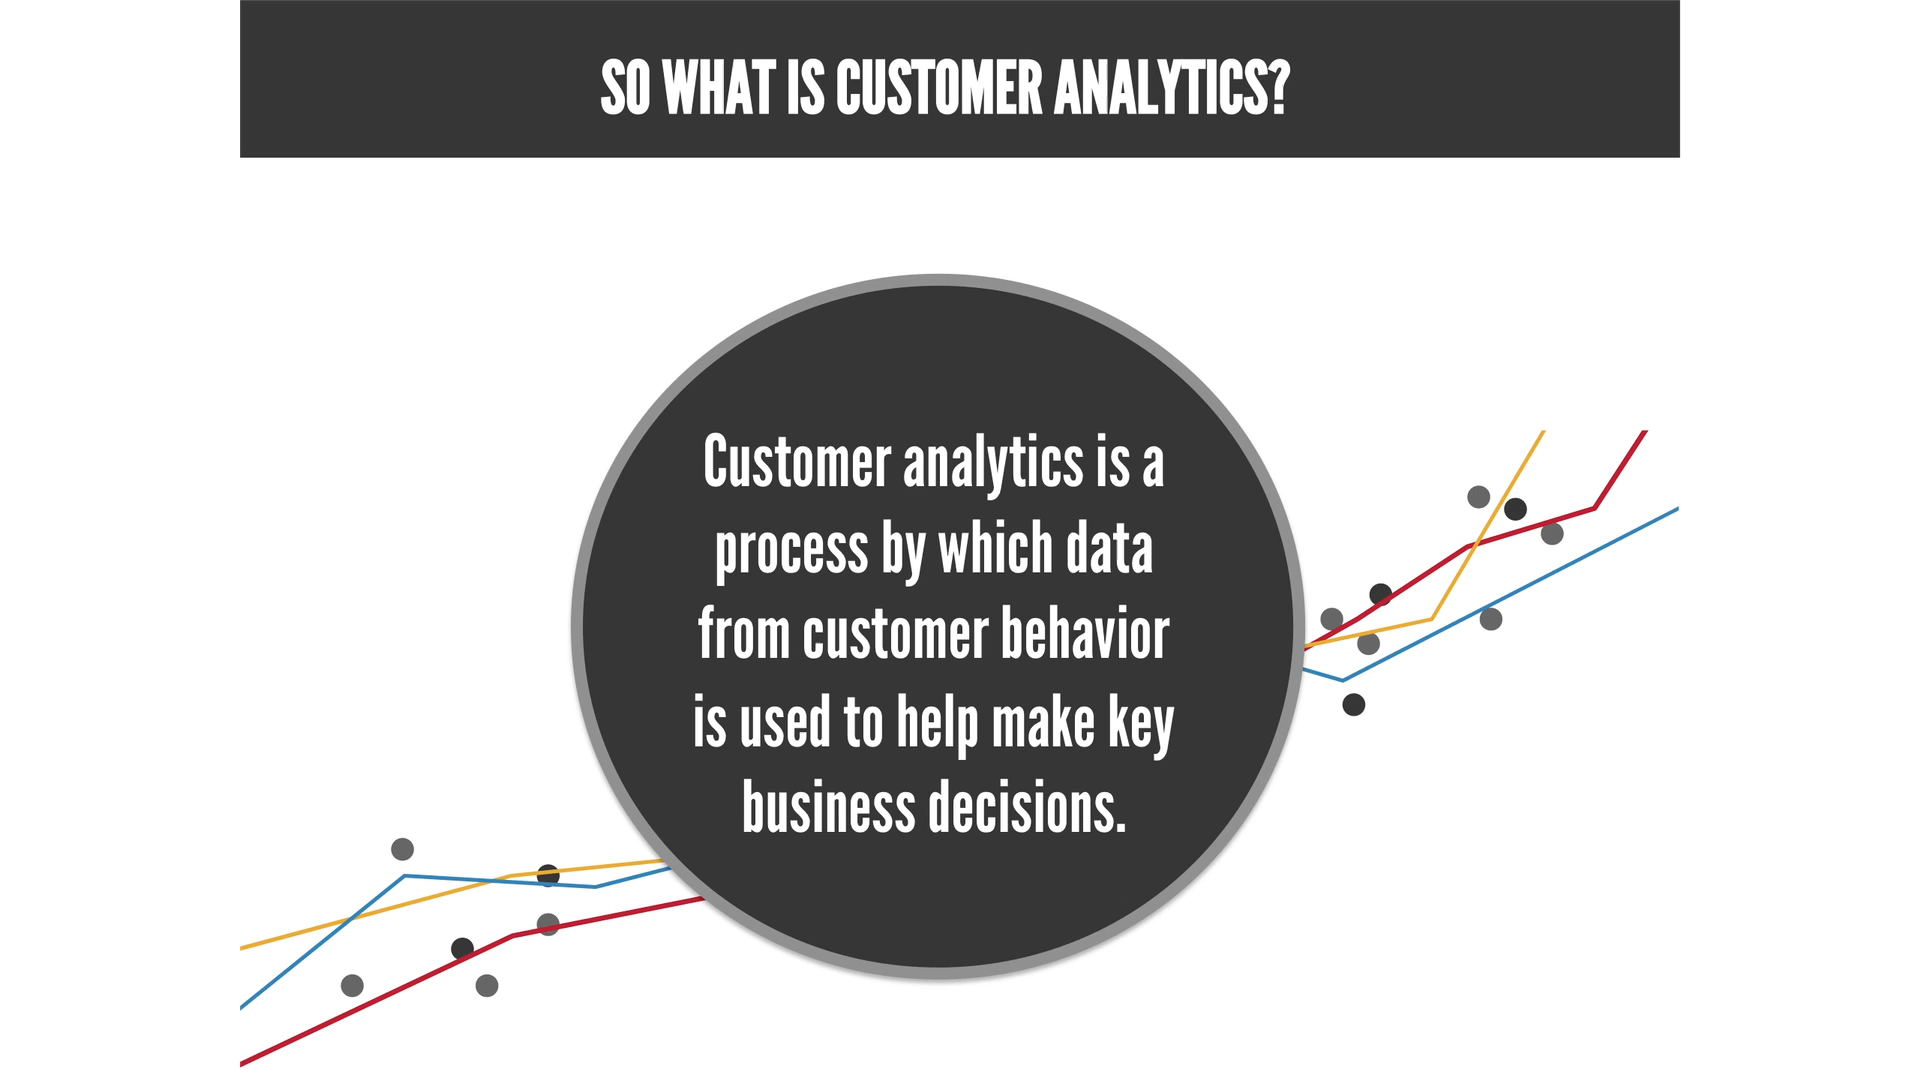 SO WHAT IS CUSTOMER ANALYTICS?
Customer analytics is a
process by which data
from customer behavior
is used to help make key
business decisions.